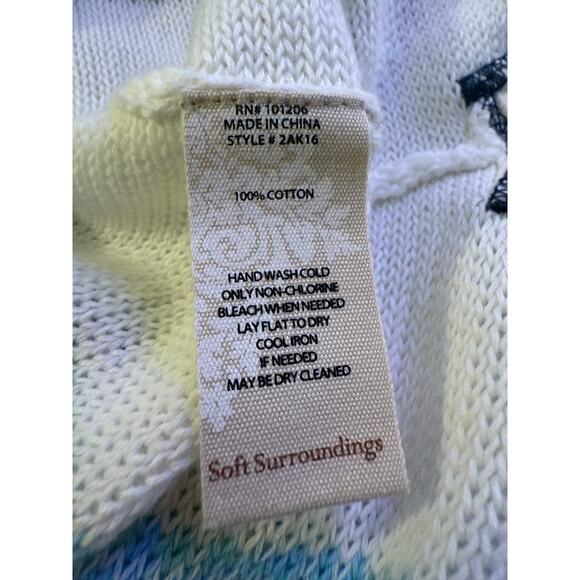 RN# 101206
MADE IN CHINA
STYLE # 2AK16
100% COTTON
HAND WASH COLD
ONLY NON-CHLORINE
BLEACH WHEN NEEDED
LAY FLAT TO DRY
COOL IRON
IF NEEDED
MAY BE DRY CLEANED
Soft Surroundings